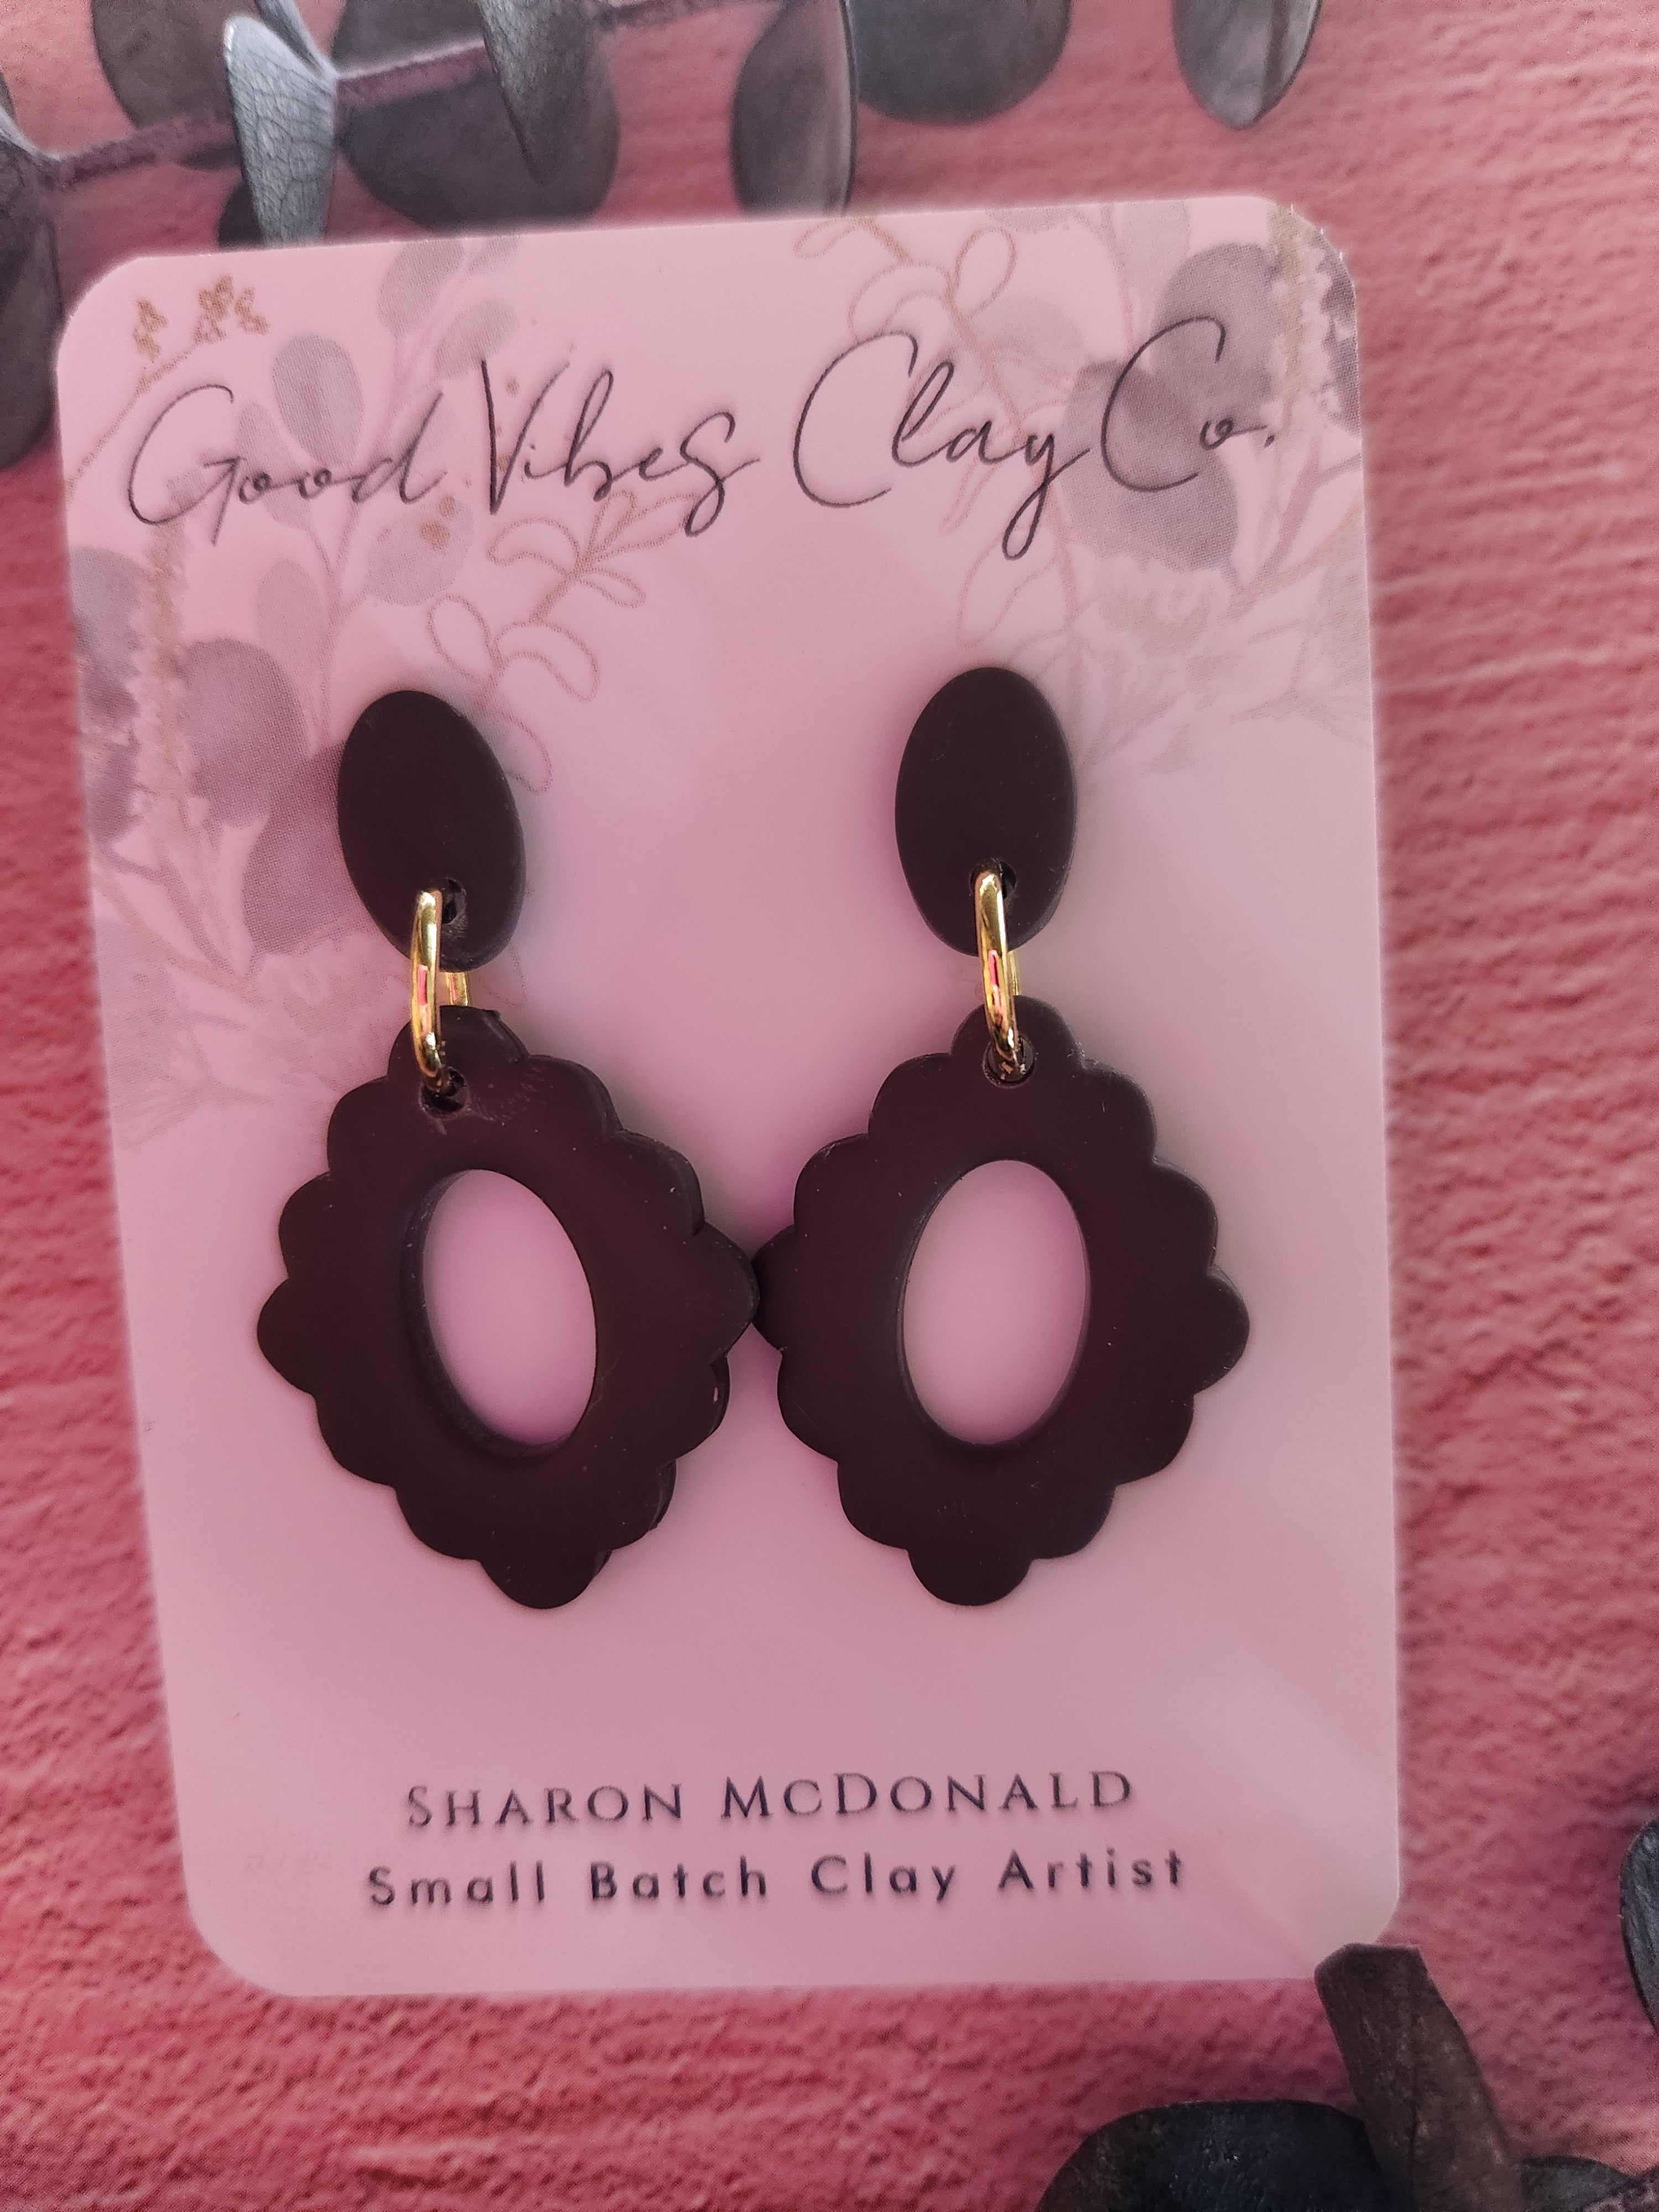 Good Vibes Clay Co.
SHARON MCDONALD
Small Batch Clay Artist